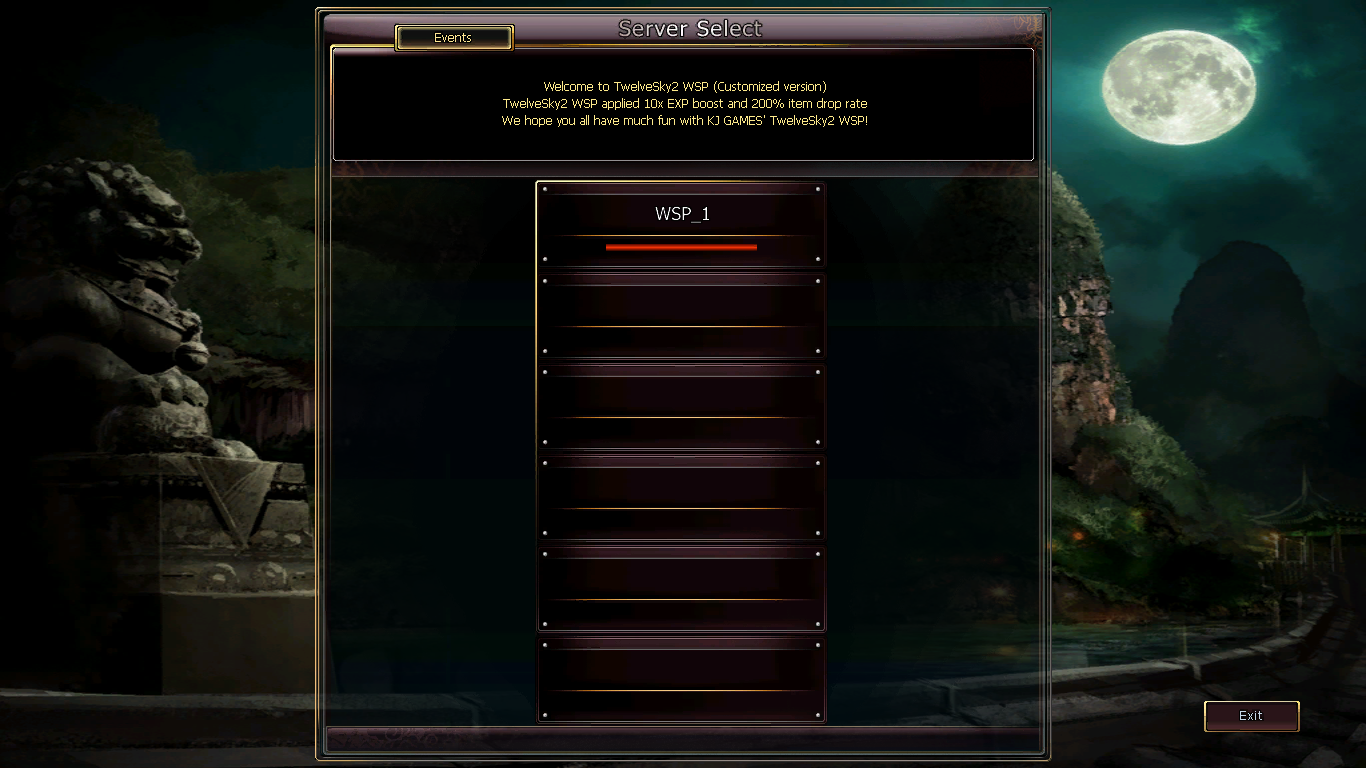 Server Select
Events
Welcome to TwelveSky2 WSP (Customized version)
TwelveSky2 WSP applied 10x EXP boost and 200% item drop rate
We hope you all have much fun with KJ GAMES' TwelveSky2 WSP!
WSP_1
Exit